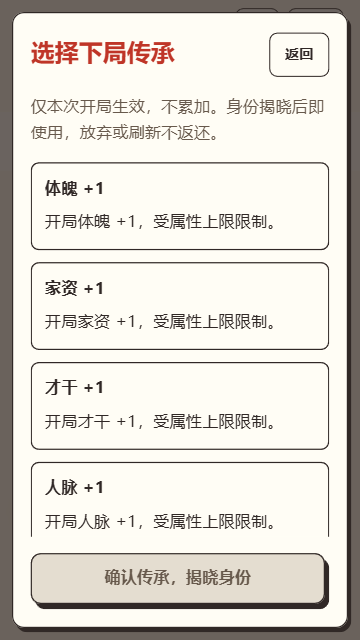 选择下局传承
返回
仅本次开局生效，不累加。身份揭晓后即
使用，放弃或刷新不返还。
体魄 +1
开局体魄 +1，受属性上限限制。
家资 +1
开局家资 +1，受属性上限限制。
才干 +1
开局才干 +1，受属性上限限制。
人脉 +1
开局人脉 +1，受属性上限限制。
确认传承，揭晓身份